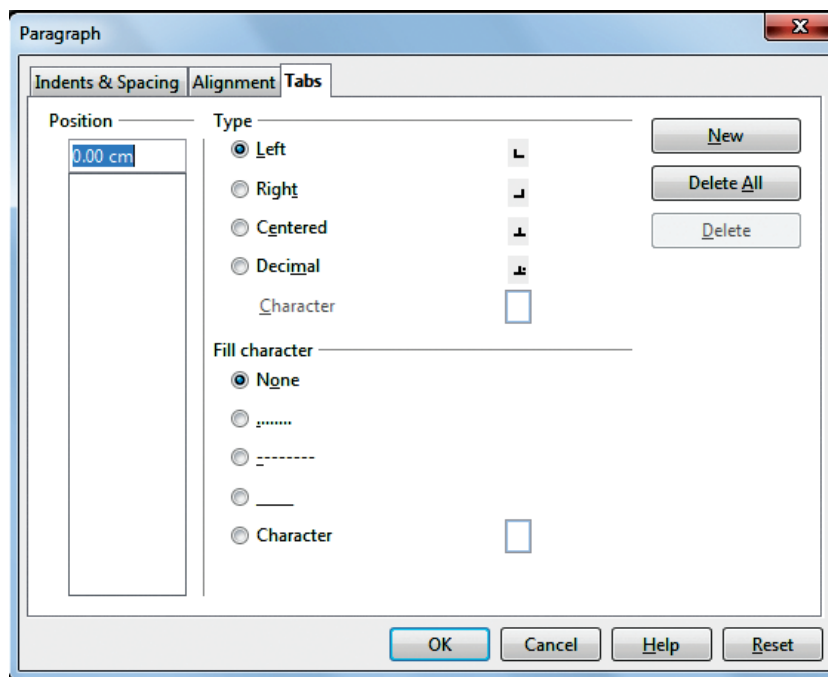 Paragraph
X
Indents & Spacing Alignment Tabs
Position
0.00 cm
Type
Left
Right
Centered
Decimal
Character
Fill character
None
........
--------
____
Character
New
Delete All
Delete
OK Cancel Help Reset